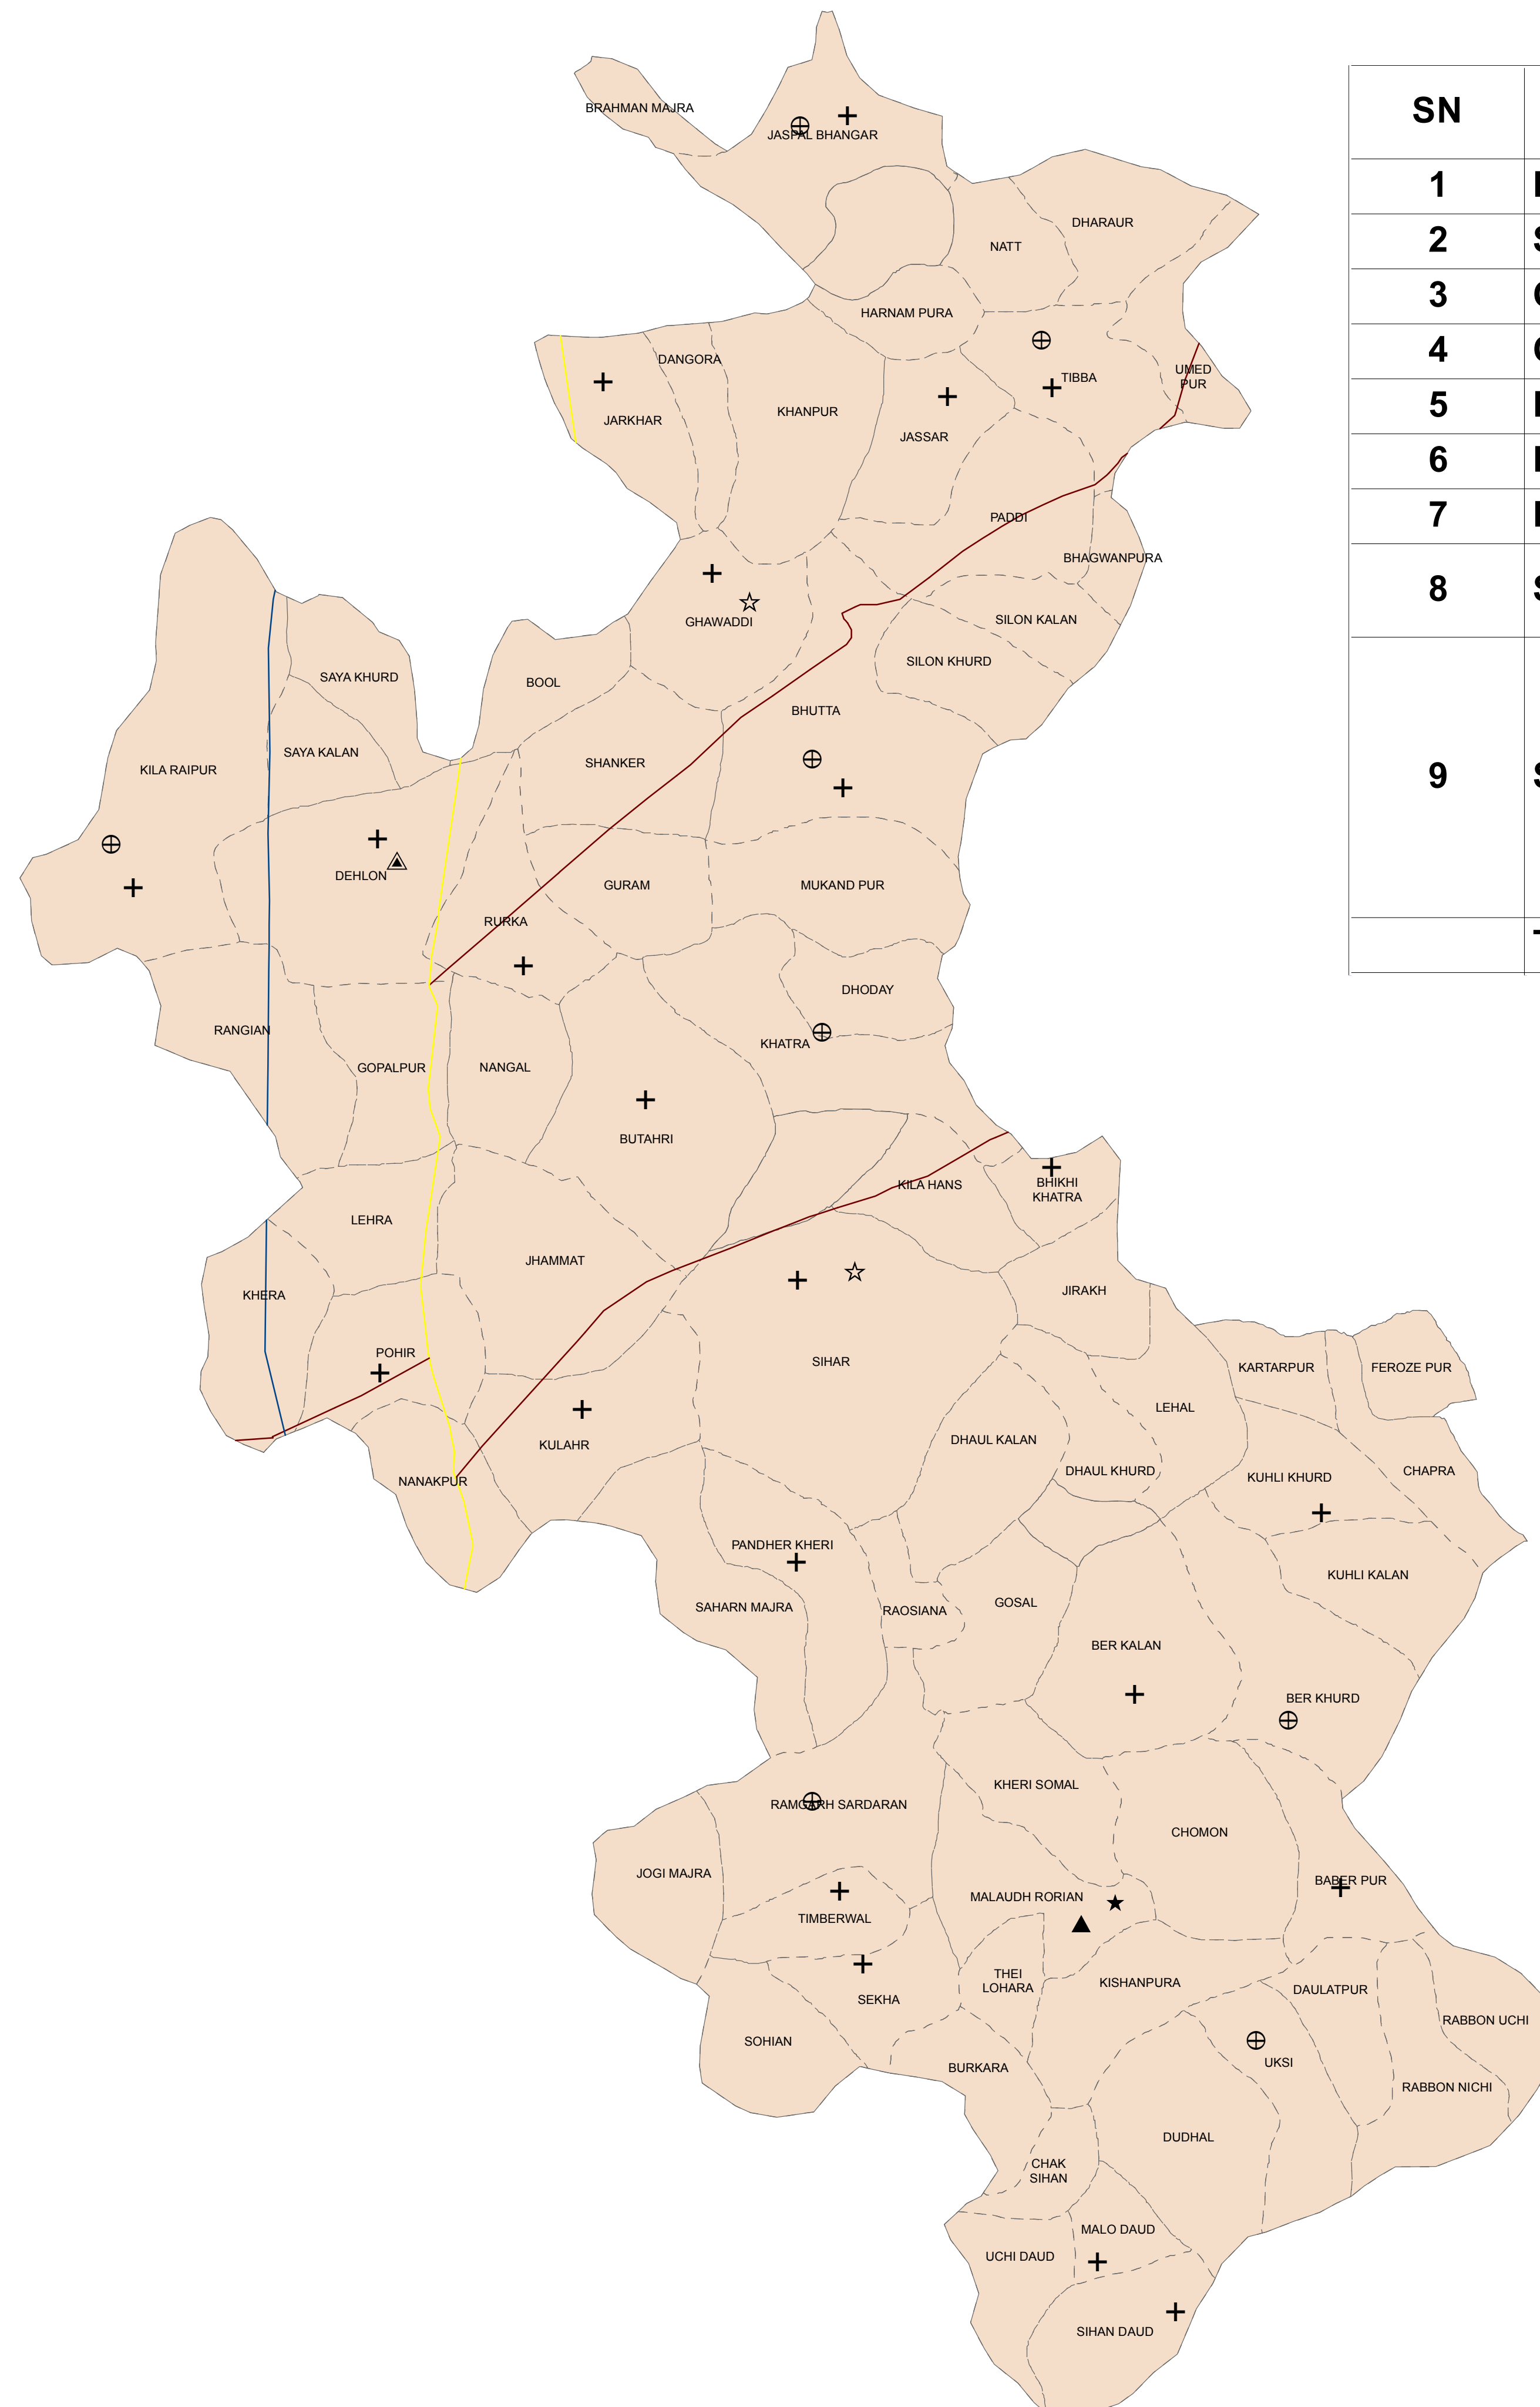 BRAHMAN MAJRA
JASPAL BHANGAR
SN
1
2
3
4
5
6
7
8
9
DHARAUR
NATT
HARNAM PURA
DANGORA
UMED
PUR
TIBBA
KHANPUR
JARKHAR
JASSAR
PADDI
BHAGWANPURA
GHAWADDI
SILON KALAN
SILON KHURD
SAYA KHURD
BOOL
BHUTTA
SAYA KALAN
SHANKER
KILA RAIPUR
DEHLON
GURAM
MUKAND PUR
RURKA
DHODAY
RANGIAN
KHATRA
GOPALPUR
NANGAL
BUTAHRI
KILA HANS
BHIKHI
KHATRA
LEHRA
JHAMMAT
JIRAKH
KHERA
POHIR
SIHAR
KARTARPUR
FEROZE PUR
LEHAL
DHAUL KALAN
KULAHR
DHAUL KHURD
CHAPRA
KUHLI KHURD
NANAKPUR
PANDHER KHERI
KUHLI KALAN
GOSAL
SAHARN MAJRA
RAOSIANA
BER KALAN
BER KHURD
KHERI SOMAL
RAMGARH SARDARAN
CHOMON
JOGI MAJRA
BABER PUR
MALAUDH RORIAN
TIMBERWAL
THEI
LOHARA
KISHANPURA
DAULATPUR
SEKHA
RABBON UCHI
SOHIAN
UKSI
BURKARA
RABBON NICHI
DUDHAL
CHAK
SIHAN
MALO DAUD
UCHI DAUD
SIHAN DAUD